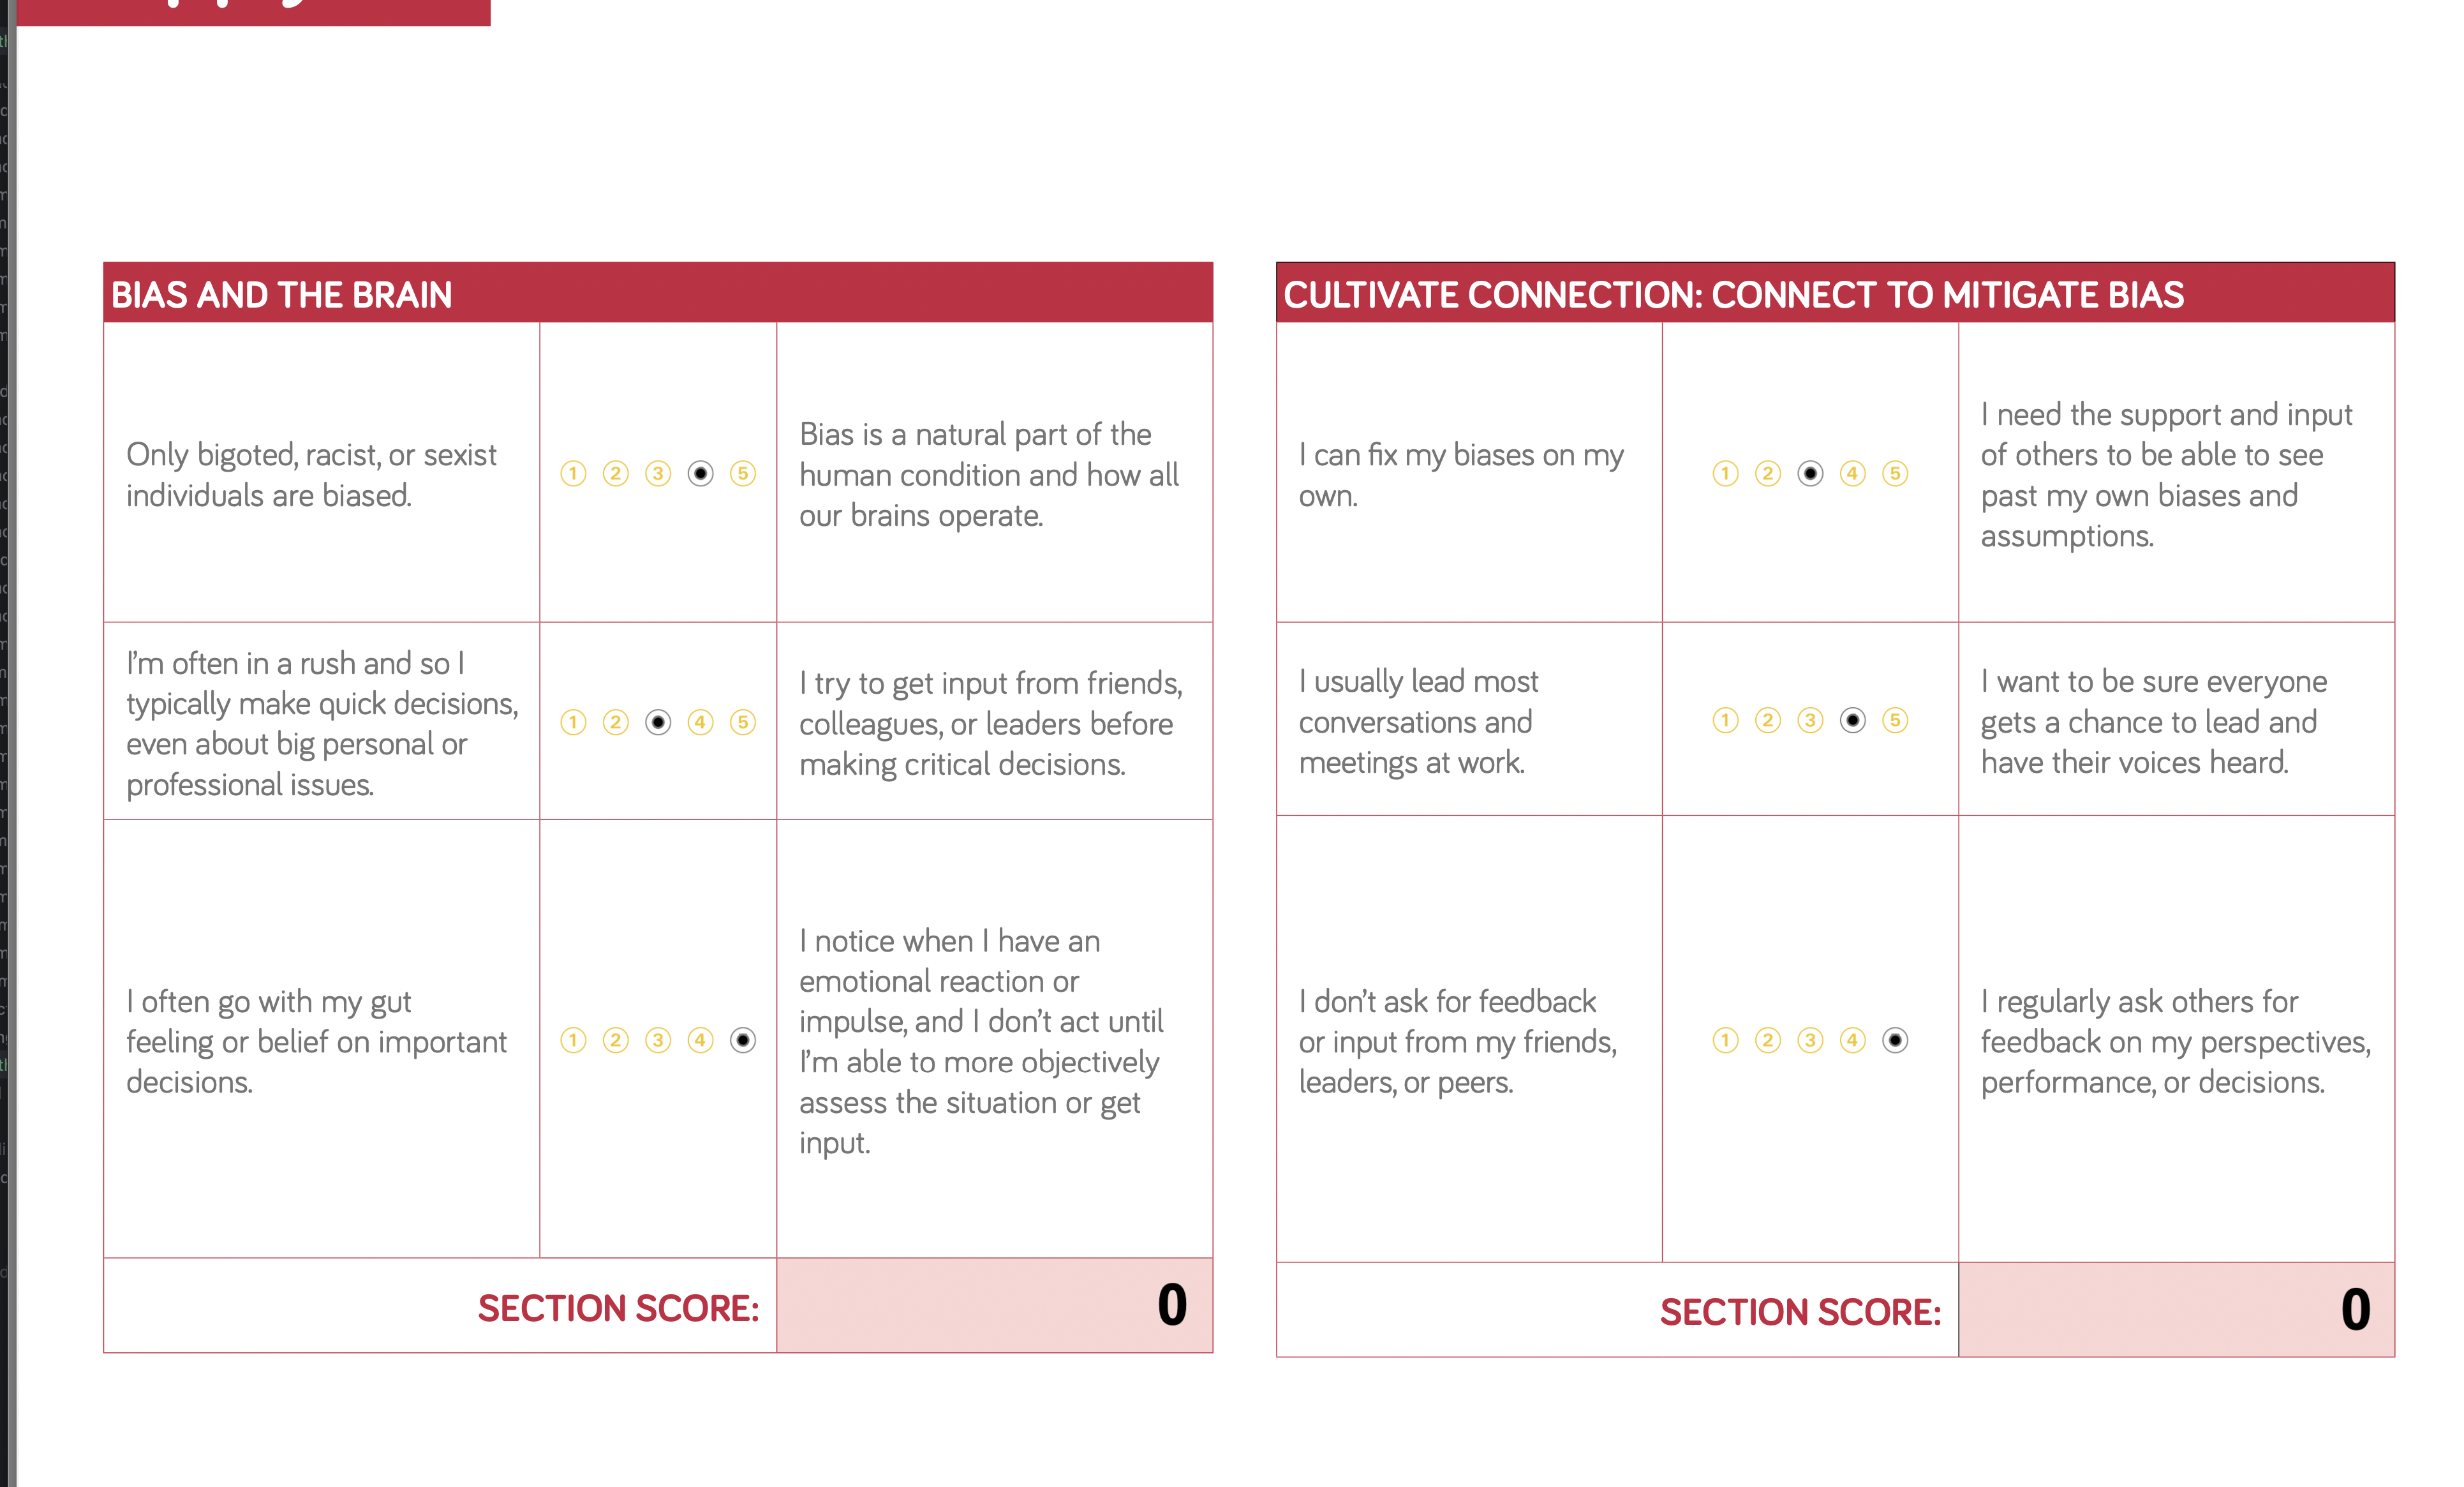 BIAS AND THE BRAIN
Only bigoted, racist, or sexist
individuals are biased.
1 2 3 5
Bias is a natural part of the
human condition and how all
our brains operate.
I'm often in a rush and so I
typically make quick decisions,
even about big personal or
professional issues.
1 2 4 5
I try to get input from friends,
colleagues, or leaders before
making critical decisions.
I often go with my gut
feeling or belief on important
decisions.
1 2 3 4
I notice when I have an
emotional reaction or
impulse, and I don't act until
I'm able to more objectively
assess the situation or get
input.
SECTION SCORE:
0
CULTIVATE CONNECTION: CONNECT TO MITIGATE BIAS
I can fix my biases on my
own.
1 2 4 5
I need the support and input
of others to be able to see
past my own biases and
assumptions.
I usually lead most
conversations and
meetings at work.
1 2 3 5
I want to be sure everyone
gets a chance to lead and
have their voices heard.
I don't ask for feedback
or input from my friends,
leaders, or peers.
1 2 3 4
I regularly ask others for
feedback on my perspectives,
performance, or decisions.
SECTION SCORE:
0